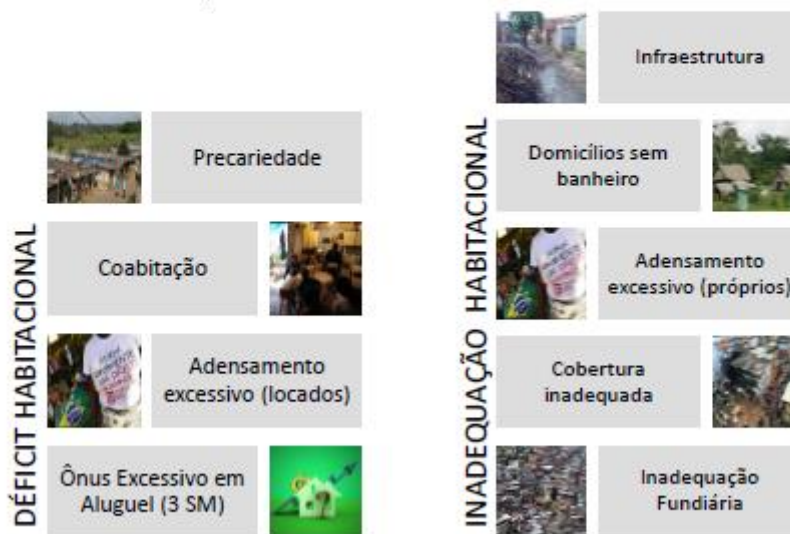 DÉFICIT HABITACIONAL
Precariedade
Coabitação
Adensamento
excessivo (locados)
Ônus Excessivo em
Aluguel (3 SM)
INADEQUAÇÃO HABITACIONAL
Infraestrutura
Domicílios sem
banheiro
Adensamento
excessivo (próprios)
Cobertura
inadequada
Inadequação
Fundiária